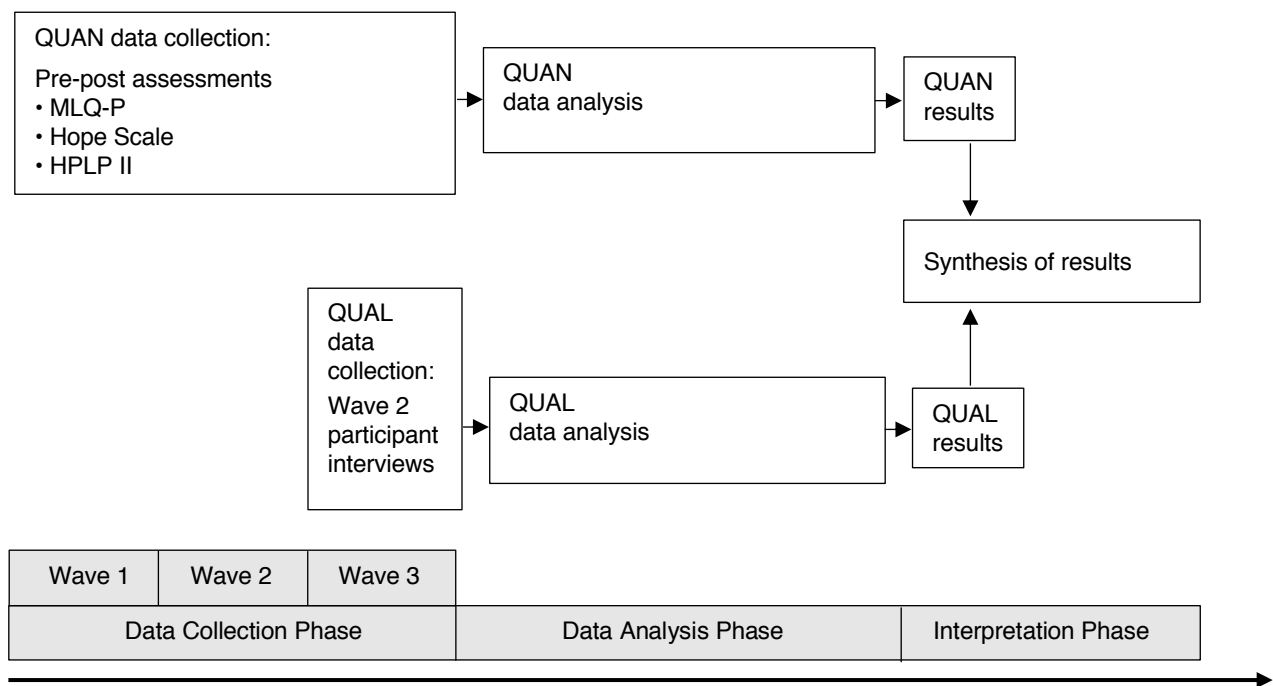 QUAN data collection:
Pre-post assessments
• MLQ-P
• Hope Scale
• HPLP II
QUAN
data analysis
QUAN
results
Synthesis of results
QUAL
data
collection:
Wave 2
participant
interviews
QUAL
data analysis
QUAL
results
Wave 1
Wave 2
Wave 3
Data Collection Phase
Data Analysis Phase
Interpretation Phase